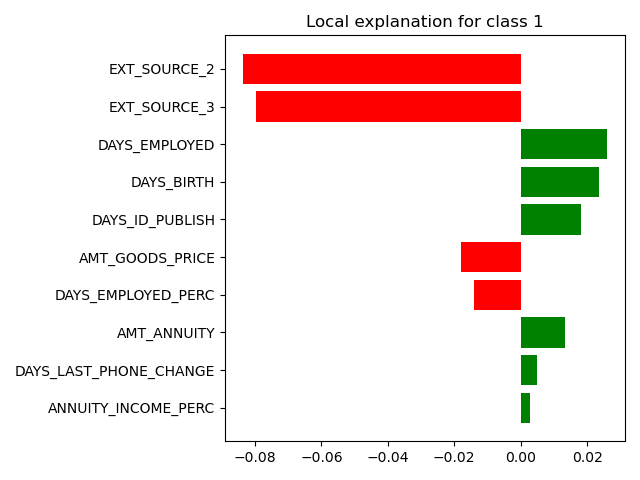 Local explanation for class 1
EXT_SOURCE_2
EXT_SOURCE_3
DAYS_EMPLOYED
DAYS_BIRTH
DAYS_ID_PUBLISH
AMT_GOODS_PRICE
DAYS_EMPLOYED_PERC
AMT_ANNUITY
DAYS_LAST_PHONE_CHANGE
ANNUITY_INCOME_PERC
−0.08 −0.06 −0.04 −0.02 0.00 0.02